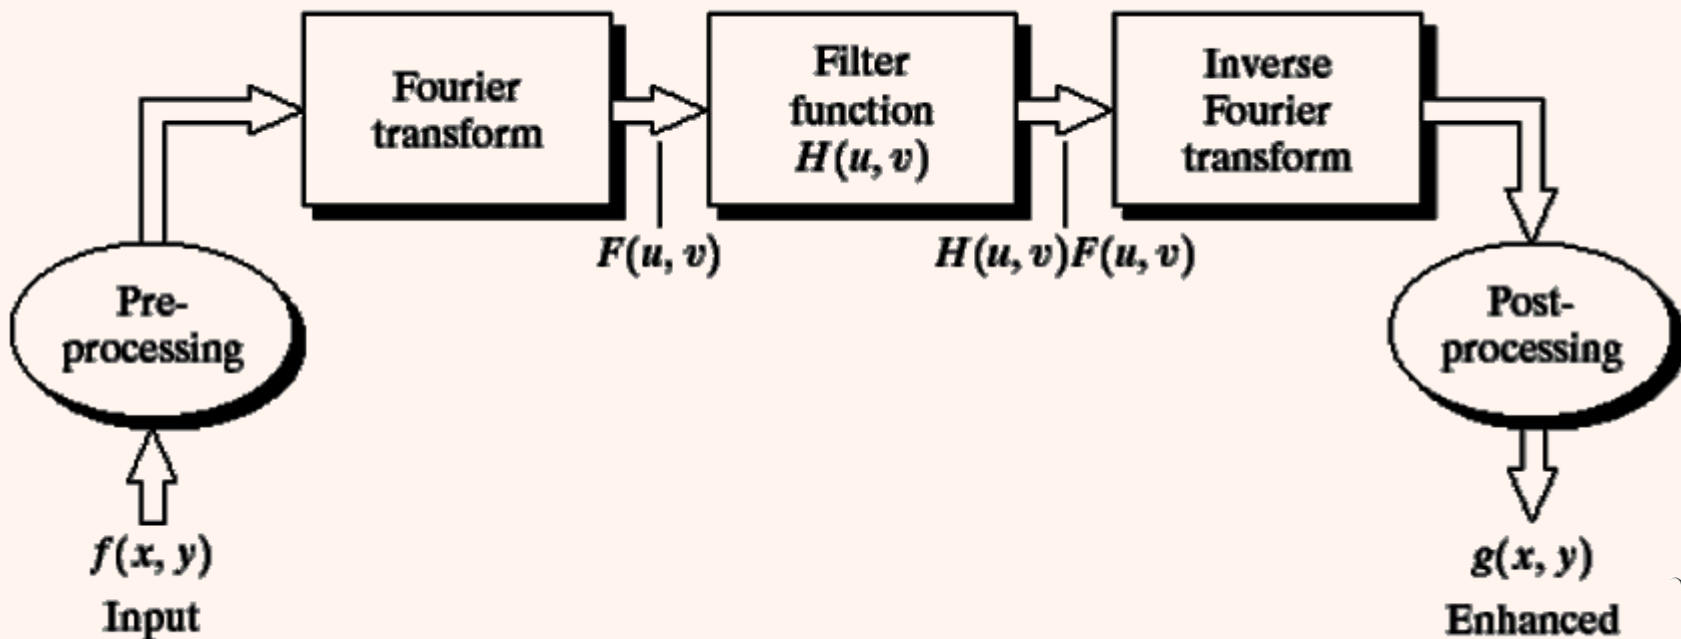 Fourier
transform
Filter
function
H(u, v)
Inverse
Fourier
transform
F(u, v)
H(u, v)F(u, v)
Pre-
processing
Post-
processing
f(x, y)
Input
g(x, y)
Enhanced